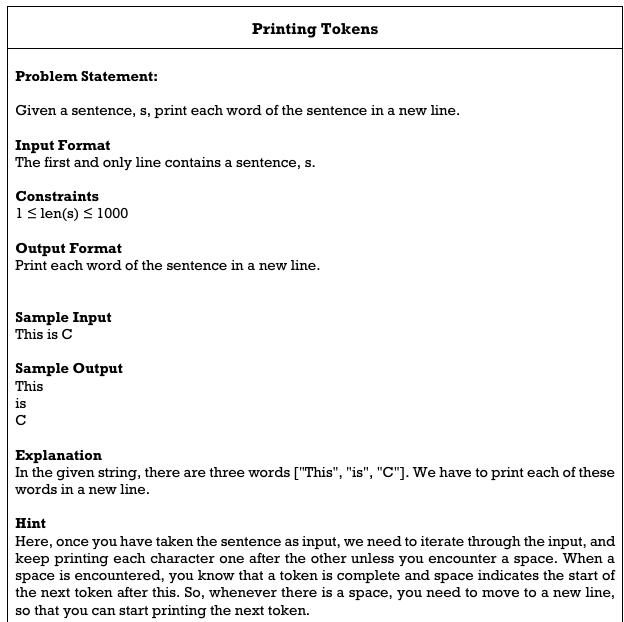 Printing Tokens
Problem Statement:
Given a sentence, s, print each word of the sentence in a new line.
Input Format
The first and only line contains a sentence, s.
Constraints
1 ≤ len(s) ≤ 1000
Output Format
Print each word of the sentence in a new line.
Sample Input
This is C
Sample Output
This
is
C
Explanation
In the given string, there are three words ["This", "is", "C"]. We have to print each of these
words in a new line.
Hint
Here, once you have taken the sentence as input, we need to iterate through the input, and
keep printing each character one after the other unless you encounter a space. When a
space is encountered, you know that a token is complete and space indicates the start of
the next token after this. So, whenever there is a space, you need to move to a new line,
so that you can start printing the next token.